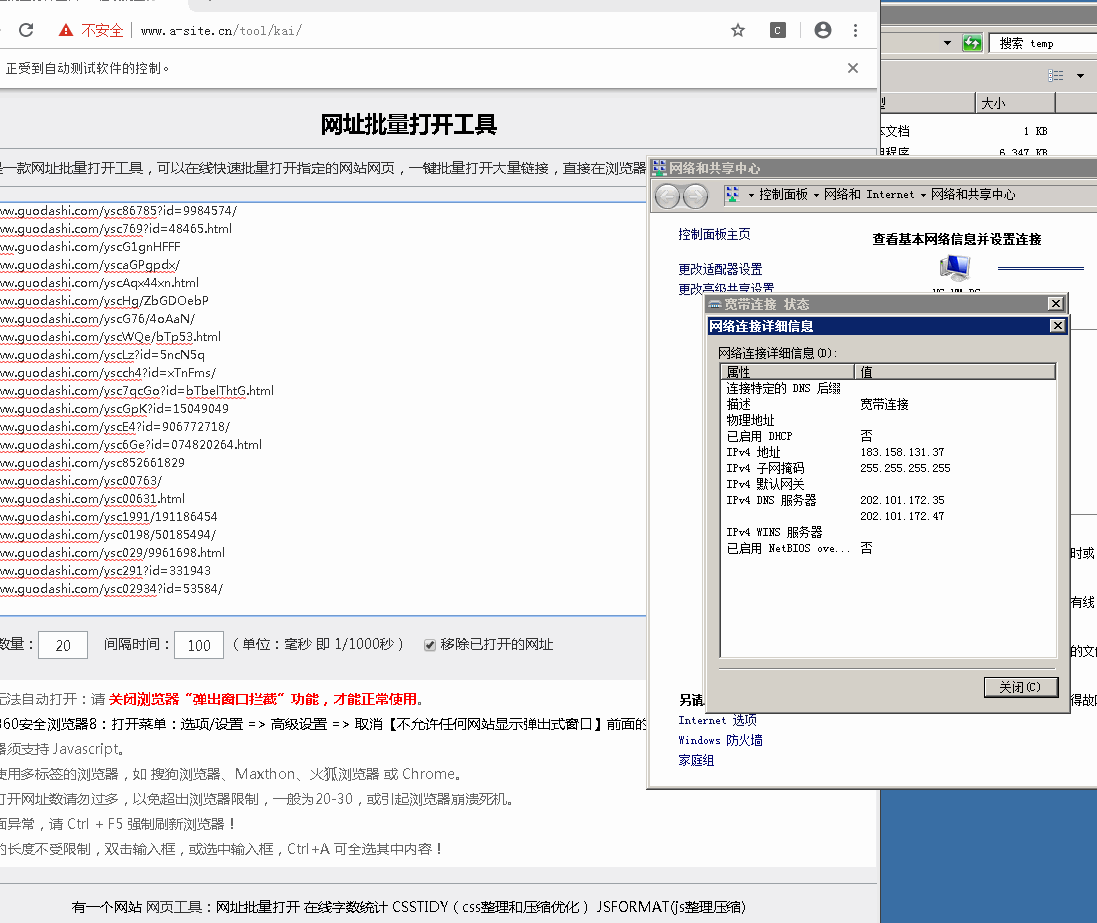 不安全 www.a-site.cn/tool/kai/
正受到自动测试软件的控制。
网址批量打开工具
是一款网址批量打开工具，可以在线快速批量打开指定的网站网页，一键批量打开大量链接，直接在浏览器
ww.guodashi.com/ysc86785?id=9984574/
ww.guodashi.com/ysc769?id=48465.html
ww.guodashi.com/yscG1gnHFFF
ww.guodashi.com/yscaGPgpdx/
ww.guodashi.com/yscAqx44xn.html
ww.guodashi.com/yscHg/ZbGDOebP
ww.guodashi.com/yscG76/4oAaN/
ww.guodashi.com/yscWQe/bTp53.html
ww.guodashi.com/yscLz?id=5ncN5q
ww.guodashi.com/yscch4?id=xTnFms/
ww.guodashi.com/ysc7qcGo?id=bTbelThtG.html
ww.guodashi.com/yscGpK?id=15049049
ww.guodashi.com/yscE4?id=906772718/
ww.guodashi.com/ysc6Ge?id=074820264.html
ww.guodashi.com/ysc852661829
ww.guodashi.com/ysc00763/
ww.guodashi.com/ysc00631.html
ww.guodashi.com/ysc1991/191186454
ww.guodashi.com/ysc0198/50185494/
ww.guodashi.com/ysc029/9961698.html
ww.guodashi.com/ysc291?id=331943
ww.guodashi.com/ysc02934?id=53584/
数量： 20 间隔时间： 100 （ 单位：毫秒 即 1/1000秒 ） 移除已打开的网址
无法自动打开：请 关闭浏览器“弹出窗口拦截”功能，才能正常使用。
360安全浏览器8：打开菜单：选项/设置 => 高级设置 => 取消【不允许任何网站显示弹出式窗口】前面的
器须支持 Javascript。
使用多标签的浏览器，如 搜狗浏览器、Maxthon、火狐浏览器 或 Chrome。
打开网址数请勿过多，以免超出浏览器限制，一般为20-30，或引起浏览器崩溃死机。
面异常，请 Ctrl + F5 强制刷新浏览器！
的长度不受限制，双击输入框，或选中输入框，Ctrl+A 可全选其中内容！
有一个网站 网页工具：网址批量打开 在线字数统计 CSSTIDY（css整理和压缩优化） JSFORMAT(js整理压缩)
搜索 temp
型 大小
本文档 1 KB
用程序 6,347 KB
网络和共享中心
控制面板 网络和 Internet 网络和共享中心
控制面板主页
更改适配器设置
更改高级共享设置
查看基本网络信息并设置连接
宽带连接 状态
网络连接详细信息
网络连接详细信息(D):
属性 值
连接特定的 DNS 后缀
描述 宽带连接
物理地址
已启用 DHCP 否
IPv4 地址 183.158.131.37
IPv4 子网掩码 255.255.255.255
IPv4 默认网关
IPv4 DNS 服务器 202.101.172.35
202.101.172.47
IPv4 WINS 服务器
已启用 NetBIOS ove... 否
关闭(C)
时或
有线
的文件
得故
另请
Internet 选项
Windows 防火墙
家庭组